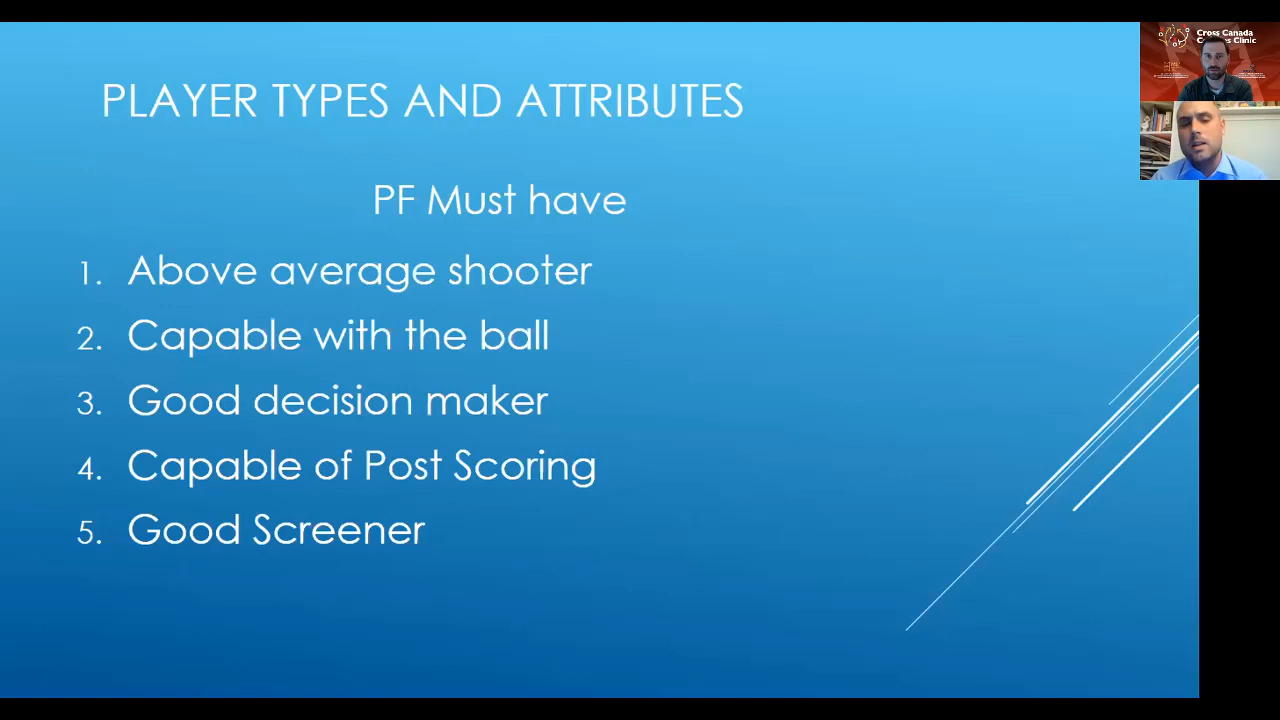 PLAYER TYPES AND ATTRIBUTES
Cross Canada
Clinic
PF Must have
1. Above average shooter
2. Capable with the ball
3. Good decision maker
4. Capable of Post Scoring
5. Good Screener